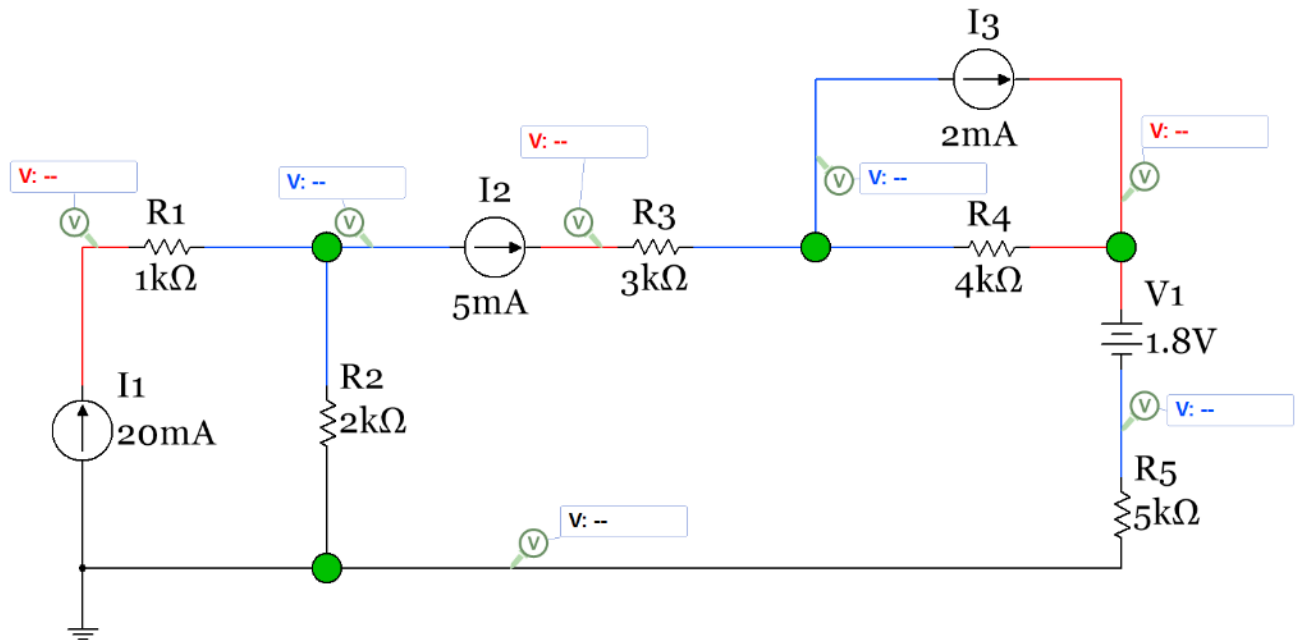 I3
2mA
V: --
V: --
V: --
V: --
V: --
I2
R1
R3
R4
1kΩ
5mA
3kΩ
4kΩ
V1
1.8V
I1
20mA
R2
2kΩ
V: --
R5
5kΩ
V: --
V
V
V
V
V
V
V